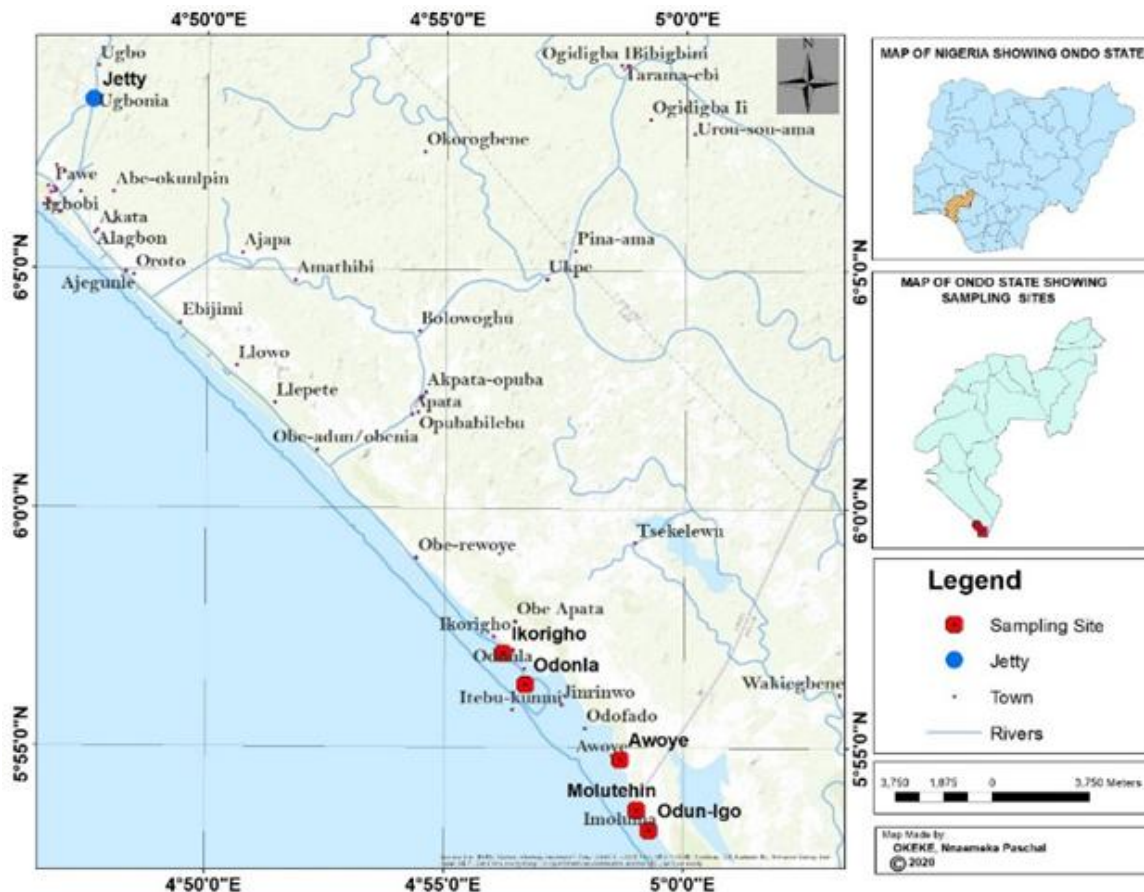 4°50'0"E 4°55'0"E 5°0'0"E
Ugbo
Jetty
Ugbonia
Ogidigba I
Bibigbini
Tarama-ebi
N
Ogidigba Ii
Urou-sou-ama
Okorogbene
Pawe
Abe-okunlpin
Igbobi
Akata
Alagbon
Oroto
Ajegunle
Ajapa
Amathibi
Pina-ama
Ukpe
6°5'0"N
6°5'0"N
Ebijimi
Bolowoghu
Llowo
Llepete
Akpata-opuba
Apata
Opubabilebu
Obe-adun/obenia
6°0'0"N
6°0'0"N
Tsekelewu
Obe-rewoye
Obe Apata
Ikorigho
Ikorigho
Odonla
Odonla
Itebu-kunmi
Jinrinwo
Wakiegbene
Odofado
5°55'0"N
5°55'0"N
Awoye
Awoye
Molutehin
Odun-Igo
Imoluma
4°50'0"E 4°55'0"E 5°0'0"E
MAP OF NIGERIA SHOWING ONDO STATE
MAP OF ONDO STATE SHOWING
SAMPLING SITES
Legend
Sampling Site
Jetty
Town
Rivers
3,750 1,875 0 3,750 Meters
Map Made by:
OKEKE, Nnaemeka Paschal
© 2020